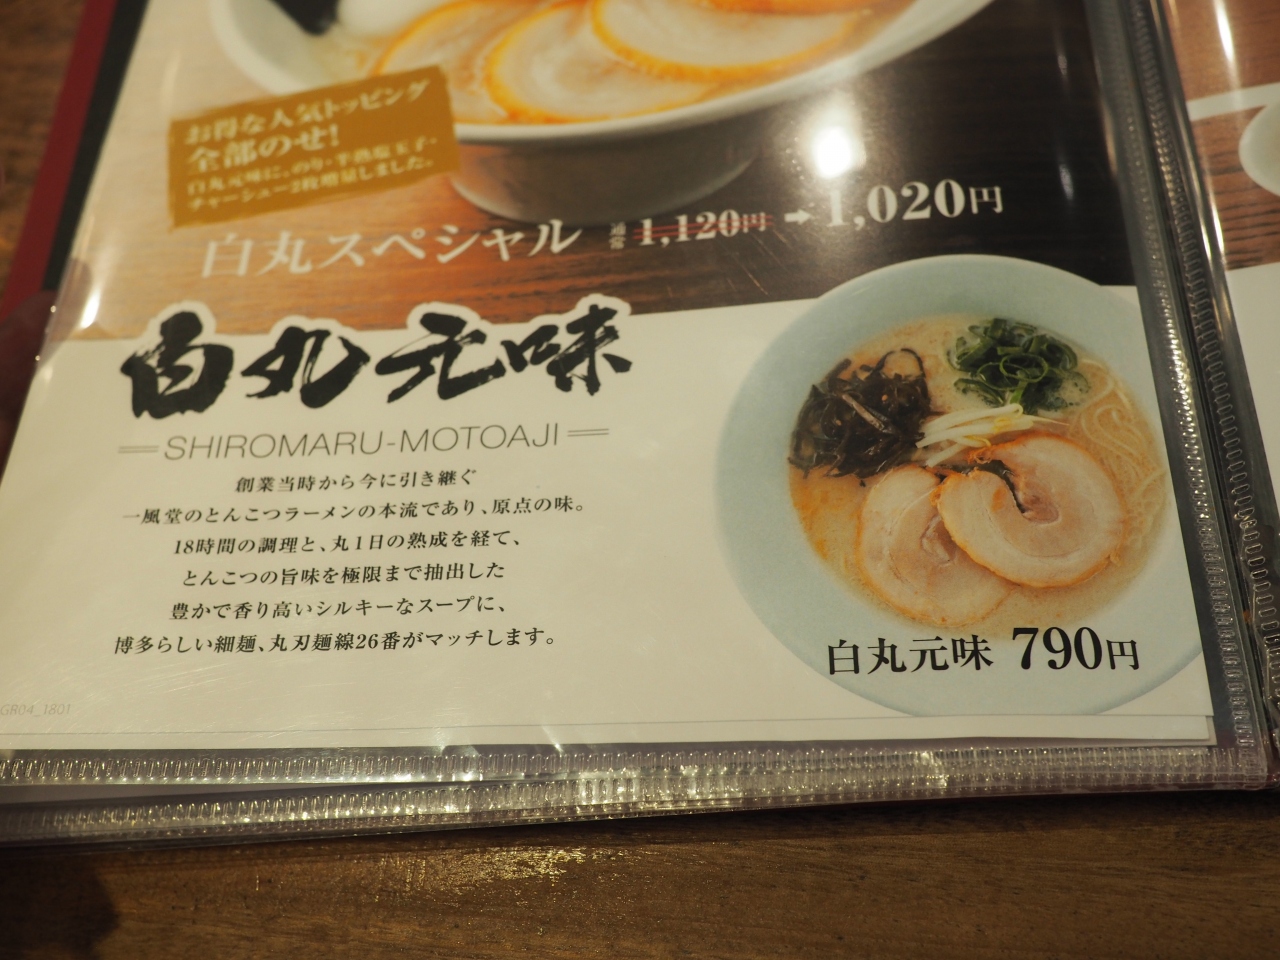 お得な人気トッピング
全部のせ!
白丸元味に、のり・半熟塩玉子・
チャーシュー2枚増量しました。
白丸スペシャル 通常 1,120円 ➡ 1,020円
白丸元味
SHIROMARU-MOTOAJI
創業当時から今に引き継ぐ
一風堂のとんこつラーメンの本流であり、原点の味。
18時間の調理と、丸1日の熟成を経て、
とんこつの旨味を極限まで抽出した
豊かで香り高いシルキーなスープに、
博多らしい細麺、丸刃麺線26番がマッチします。
白丸元味 790円
GR04_1801